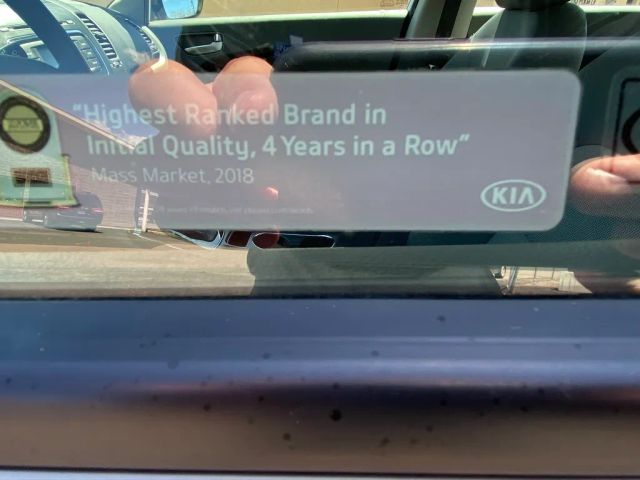 “Highest Ranked Brand in
Initial Quality, 4 Years in a Row”
Mass Market, 2018
KIA